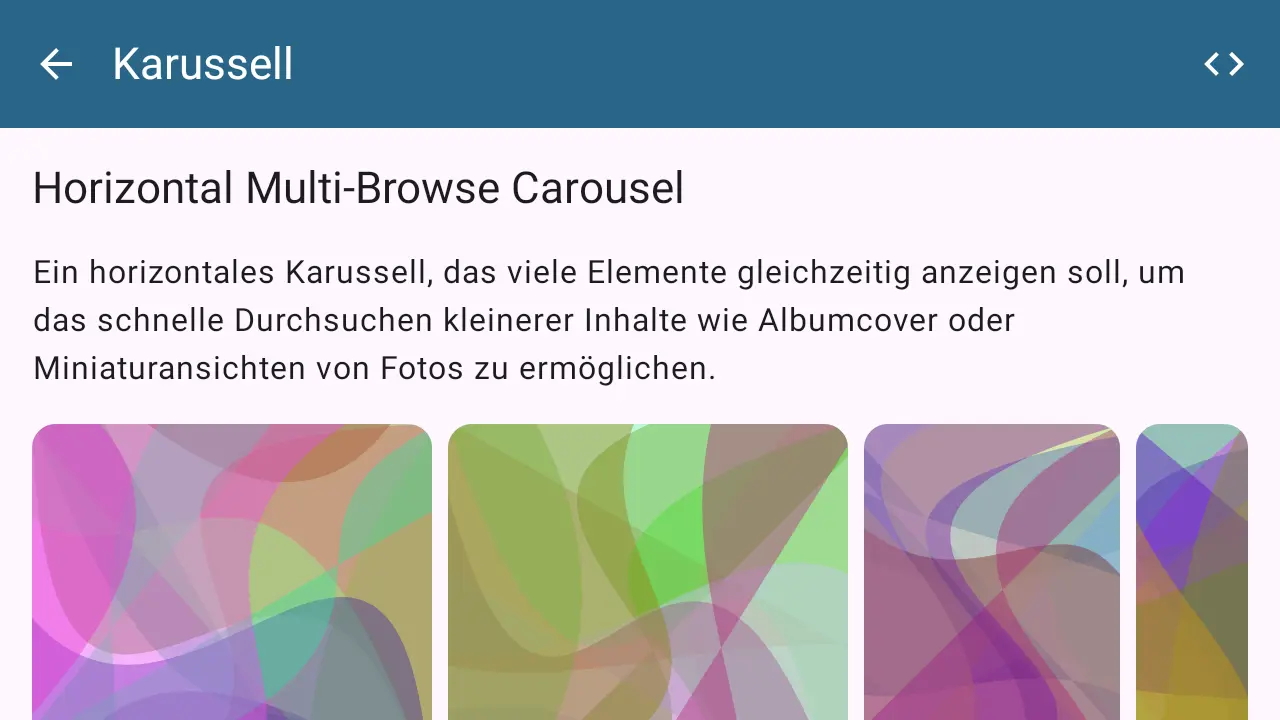 Karussell
Horizontal Multi-Browse Carousel
Ein horizontales Karussell, das viele Elemente gleichzeitig anzeigen soll, um
das schnelle Durchsuchen kleinerer Inhalte wie Albumcover oder
Miniaturansichten von Fotos zu ermöglichen.